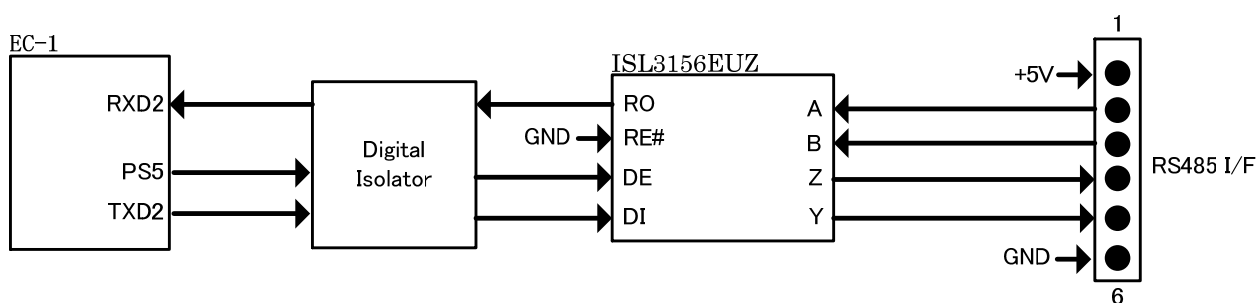 1
EC-1
ISL3156EUZ
+5V
RXD2
RO
A
GND
RE#
B
Digital
Isolator
RS485 I/F
PS5
DE
Z
TXD2
DI
Y
GND
6